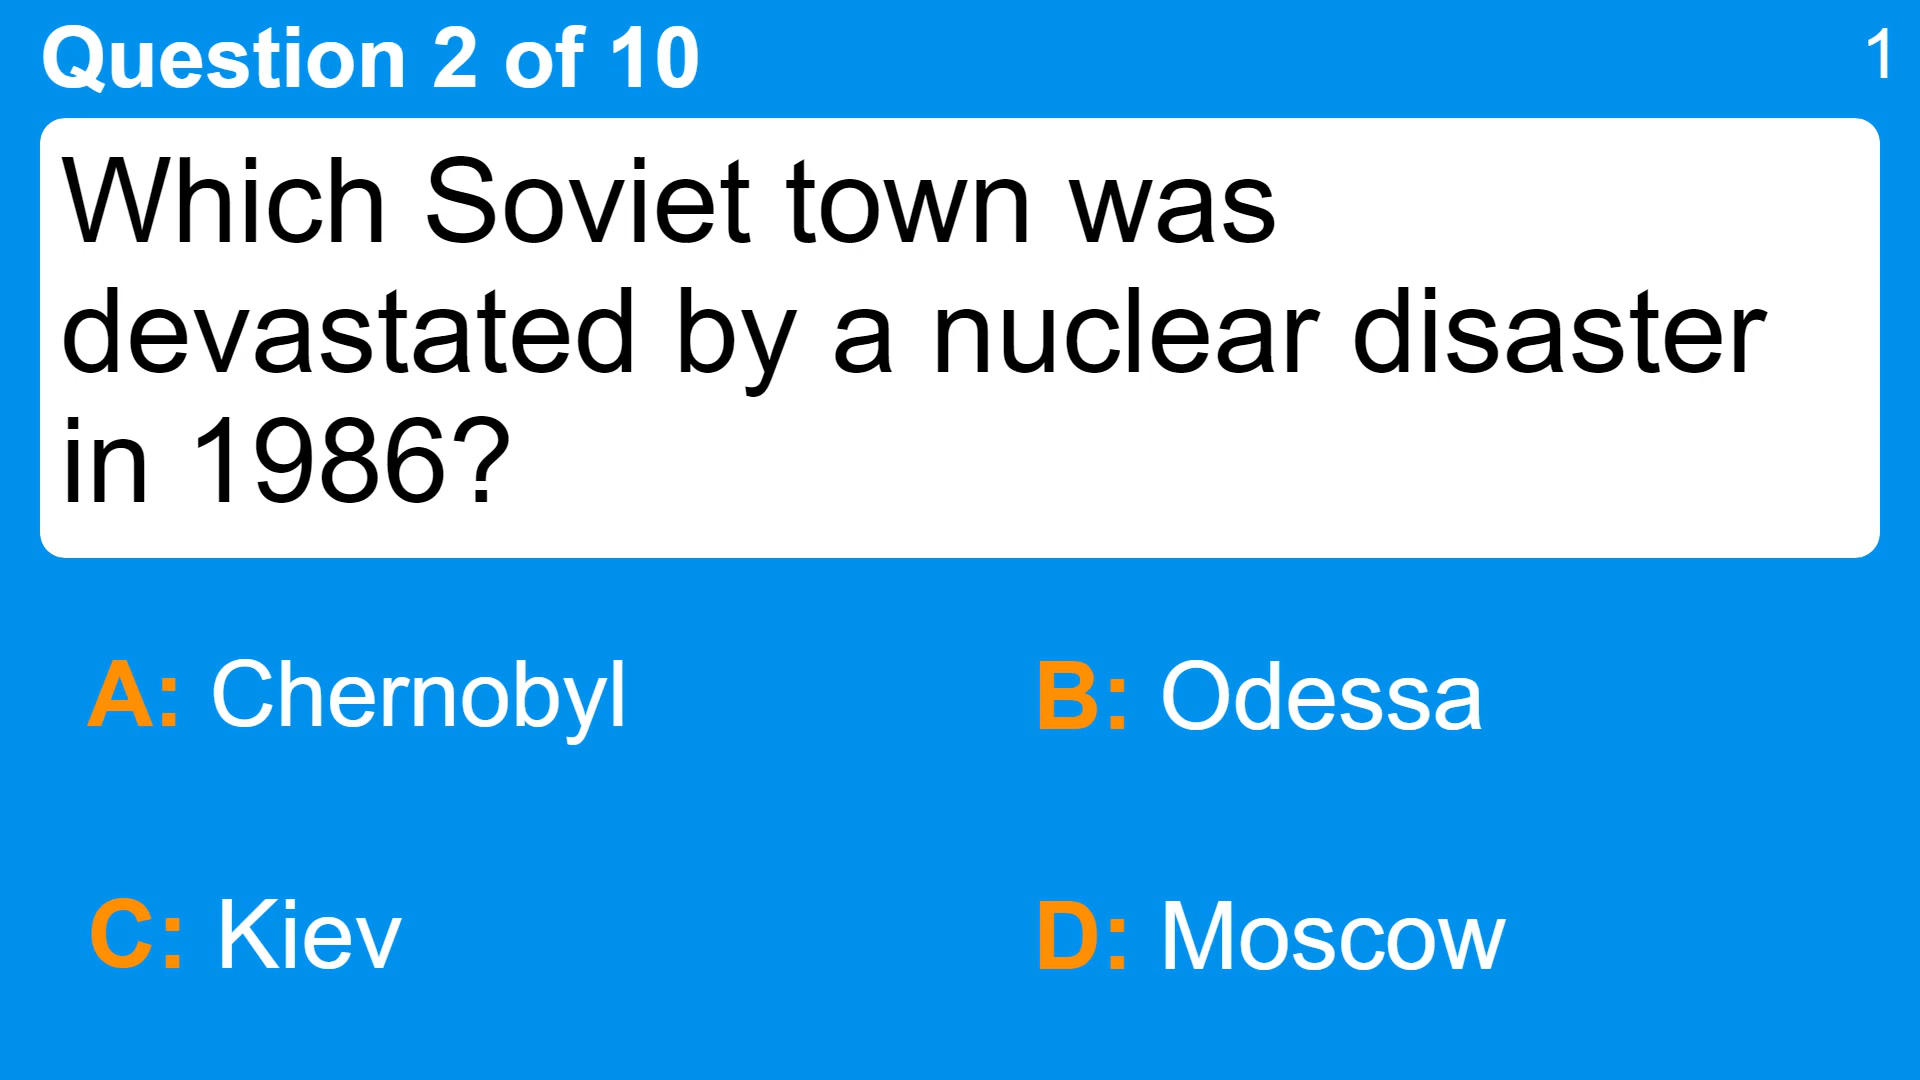 Question 2 of 10
1
Which Soviet town was
devastated by a nuclear disaster
in 1986?
A: Chernobyl
B: Odessa
C: Kiev
D: Moscow